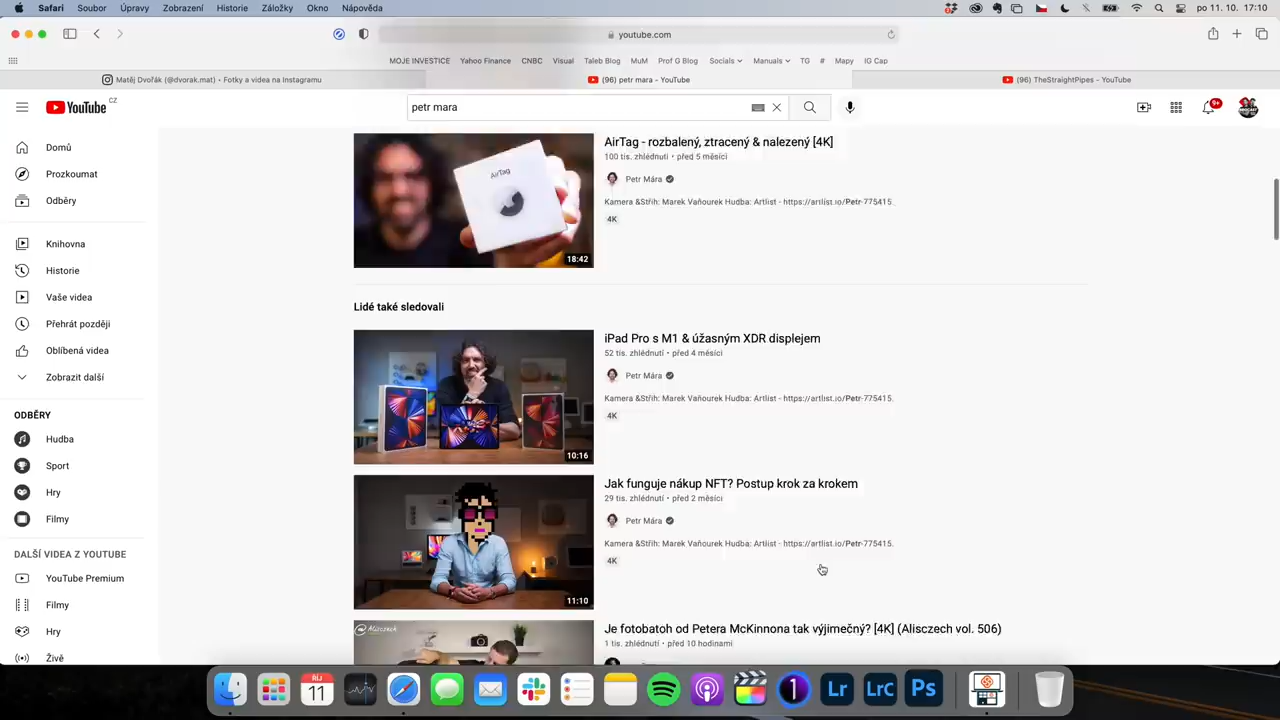 Safari Soubor Úpravy Zobrazení Historie Záložky Okno Nápověda
po 11. 10. 17:10
youtube.com
MOJE INVESTICE Yahoo Finance CNBC Visual Taleb Blog MuM Prof G Blog Socials Manuals TG # Mapy IG Cap
Matěj Dvořák (@dvorak.mat) • Fotky a videa na Instagramu
(96) petr mara - YouTube
(96) TheStraightPipes - YouTube
YouTube CZ
petr mara
9+
Domů
Prozkoumat
Odběry
Knihovna
Historie
Vaše videa
Přehrát později
Oblíbená videa
Zobrazit další
ODBĚRY
Hudba
Sport
Hry
Filmy
DALŠÍ VIDEA Z YOUTUBE
YouTube Premium
Filmy
Hry
Živě
AirTag
18:42
AirTag - rozbalený, ztracený & nalezený [4K]
100 tis. zhlédnutí • před 5 měsíci
Petr Mára
Kamera &Střih: Marek Vaňourek Hudba: Artlist - https://artlist.io/Petr-775415.
4K
Lidé také sledovali
10:16
iPad Pro s M1 & úžasným XDR displejem
52 tis. zhlédnutí • před 4 měsíci
Petr Mára
Kamera &Střih: Marek Vaňourek Hudba: Artlist - https://artlist.io/Petr-775415.
4K
11:10
Jak funguje nákup NFT? Postup krok za krokem
29 tis. zhlédnutí • před 2 měsíci
Petr Mára
Kamera &Střih: Marek Vaňourek Hudba: Artlist - https://artlist.io/Petr-775415.
4K
Alisczech
Je fotobatoh od Petera McKinnona tak výjimečný? [4K] (Alisczech vol. 506)
1 tis. zhlédnutí • před 10 hodinami
ŘÍJ
11
1
Lr
LrC
Ps